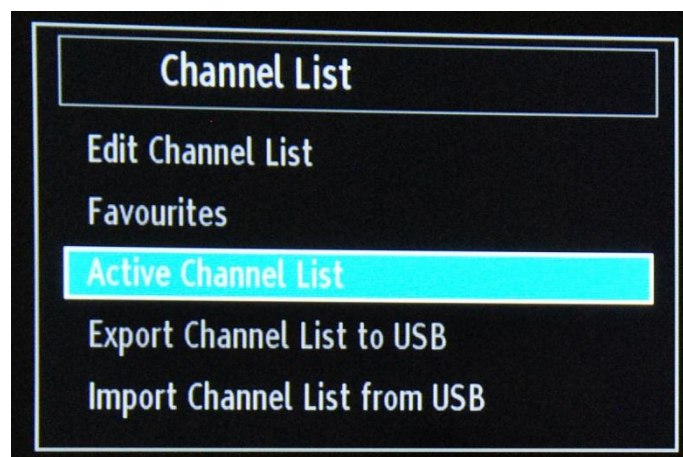 Channel List
Edit Channel List
Favourites
Active Channel List
Export Channel List to USB
Import Channel List from USB